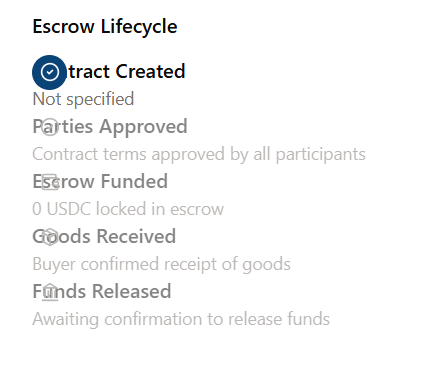 Escrow Lifecycle
tract Created
Not specified
Parties Approved
Contract terms approved by all participants
Escrow Funded
0 USDC locked in escrow
Goods Received
Buyer confirmed receipt of goods
Funds Released
Awaiting confirmation to release funds